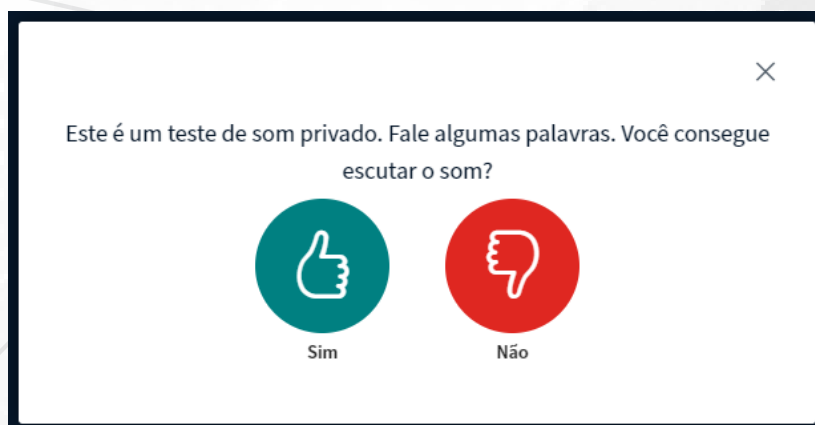 Este é um teste de som privado. Fale algumas palavras. Você consegue
escutar o som?
Sim
Não